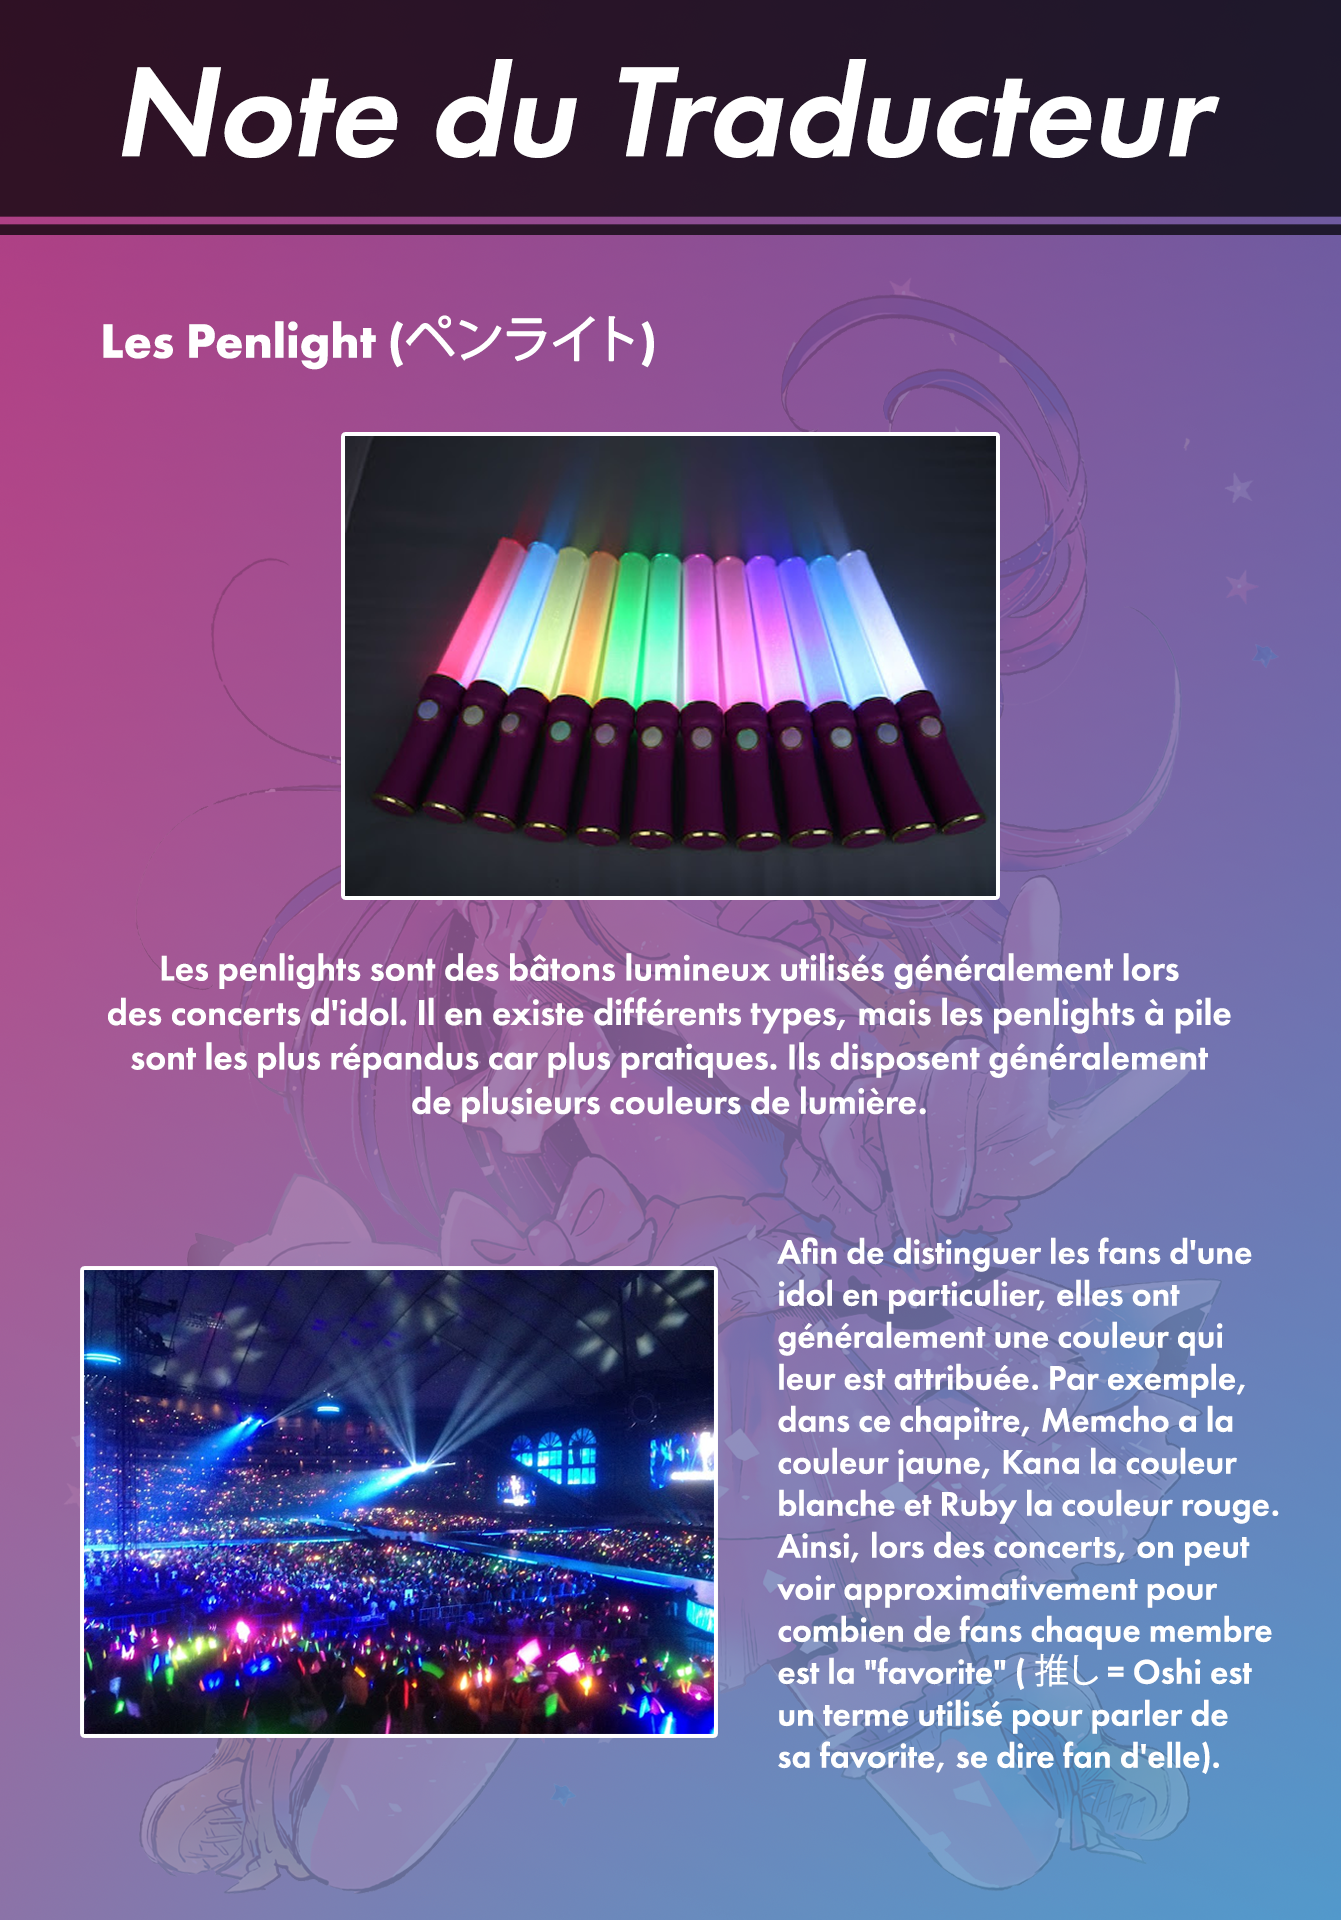 Note du Traducteur
Les Penlight (ペンライト)
Les penlights sont des bâtons lumineux utilisés généralement lors
des concerts d'idol. Il en existe différents types, mais les penlights à pile
sont les plus répandus car plus pratiques. Ils disposent généralement
de plusieurs couleurs de lumière.
Afin de distinguer les fans d'une
idol en particulier, elles ont
généralement une couleur qui
leur est attribuée. Par exemple,
dans ce chapitre, Memcho a la
couleur jaune, Kana la couleur
blanche et Ruby la couleur rouge.
Ainsi, lors des concerts, on peut
voir approximativement pour
combien de fans chaque membre
est la "favorite" ( 推し = Oshi est
un terme utilisé pour parler de
sa favorite, se dire fan d'elle).